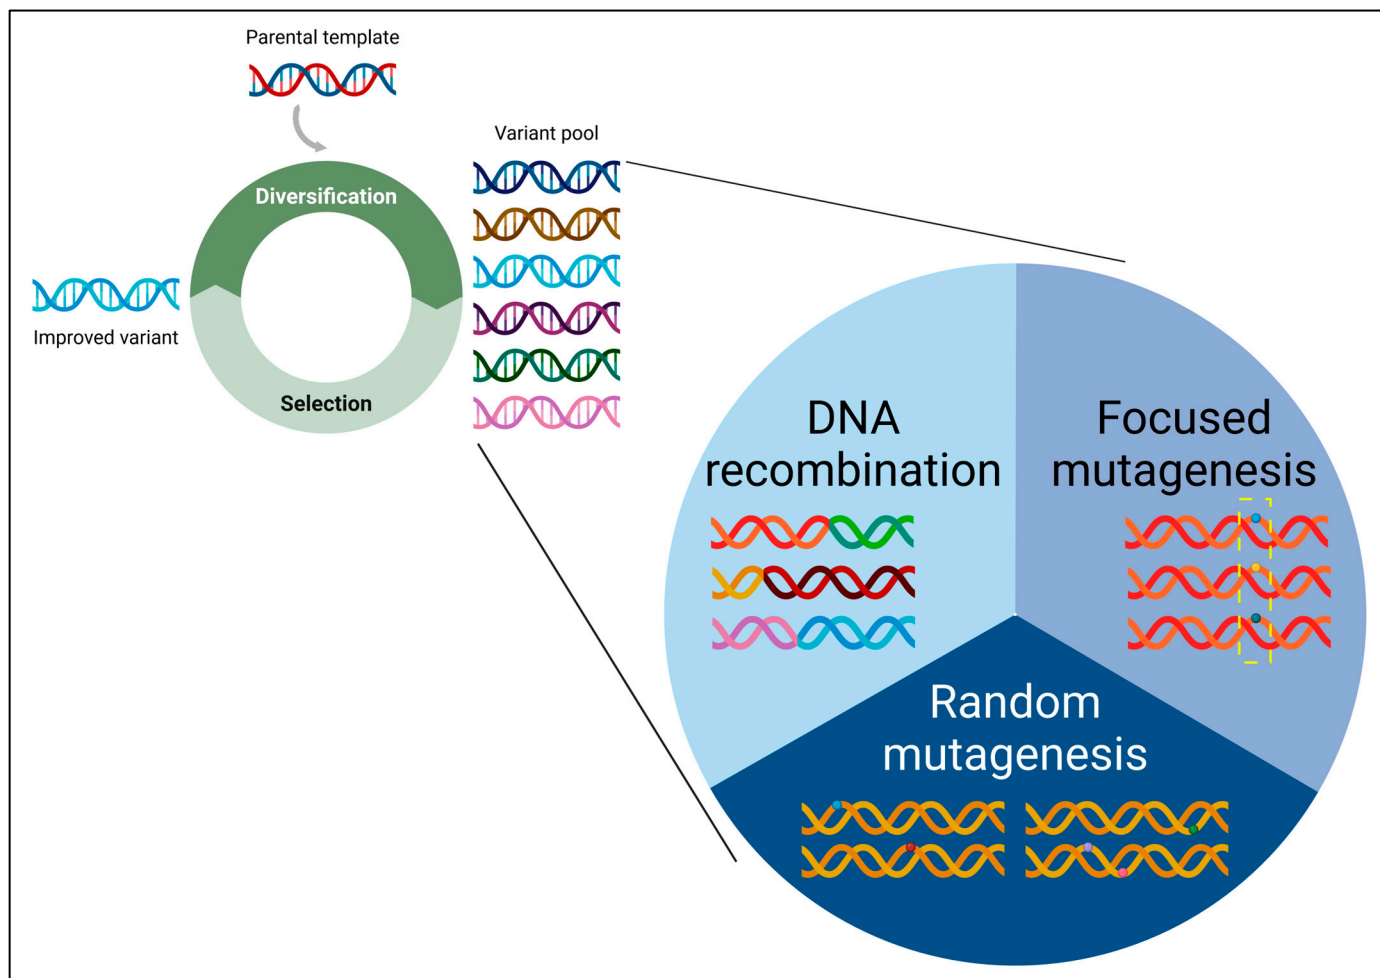 Parental template
Variant pool
Diversification
Improved variant
Selection
DNA
recombination
Focused
mutagenesis
Random
mutagenesis